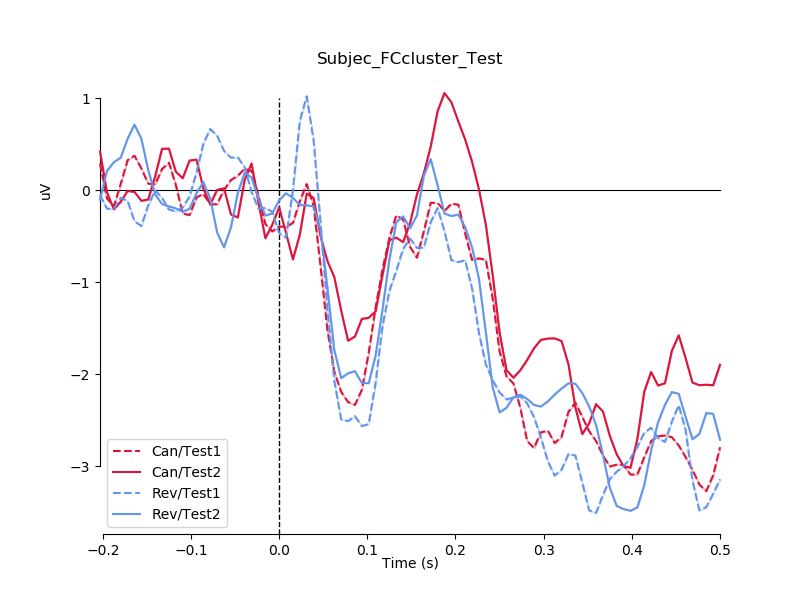 Subjec_FCcluster_Test
uV
1
0
−1
−2
−3
Can/Test1
Can/Test2
Rev/Test1
Rev/Test2
−0.2 −0.1 0.0 0.1 0.2 0.3 0.4 0.5
Time (s)